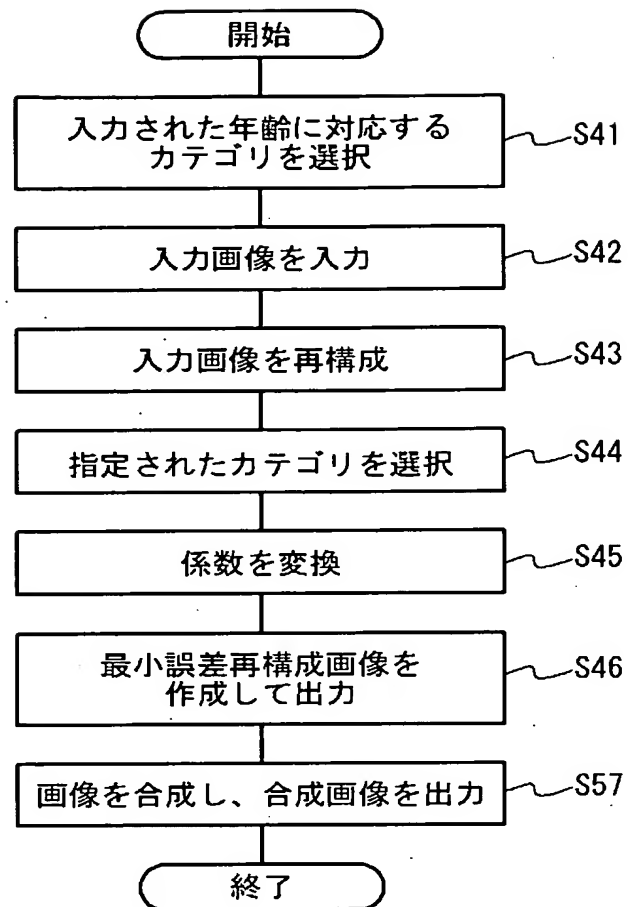 開始
入力された年齢に対応する
カテゴリを選択
S41
入力画像を入力
S42
入力画像を再構成
S43
指定されたカテゴリを選択
S44
係数を変換
S45
最小誤差再構成画像を
作成して出力
S46
画像を合成し、合成画像を出力
S57
終了